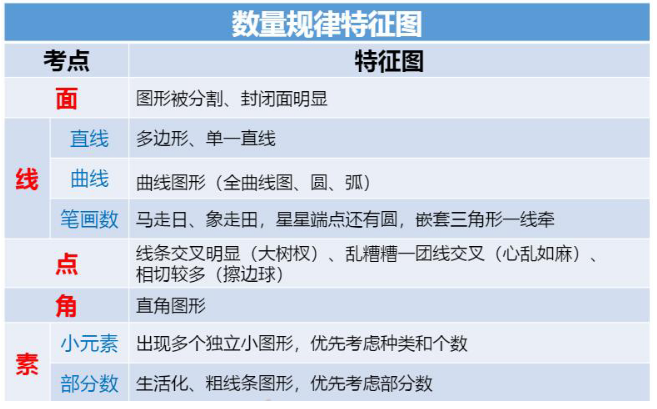 数量规律特征图
考点 特征图
面 图形被分割、封闭面明显
线 直线 多边形、单一直线
曲线 曲线图形（全曲线图、圆、弧）
笔画数 马走日、象走田，星星端点还有圆，嵌套三角形一线牵
点 线条交叉明显（大树杈）、乱糟糟一团线交叉（心乱如麻）、
相切较多（擦边球）
角 直角图形
素 小元素 出现多个独立小图形，优先考虑种类和个数
部分数 生活化、粗线条图形，优先考虑部分数